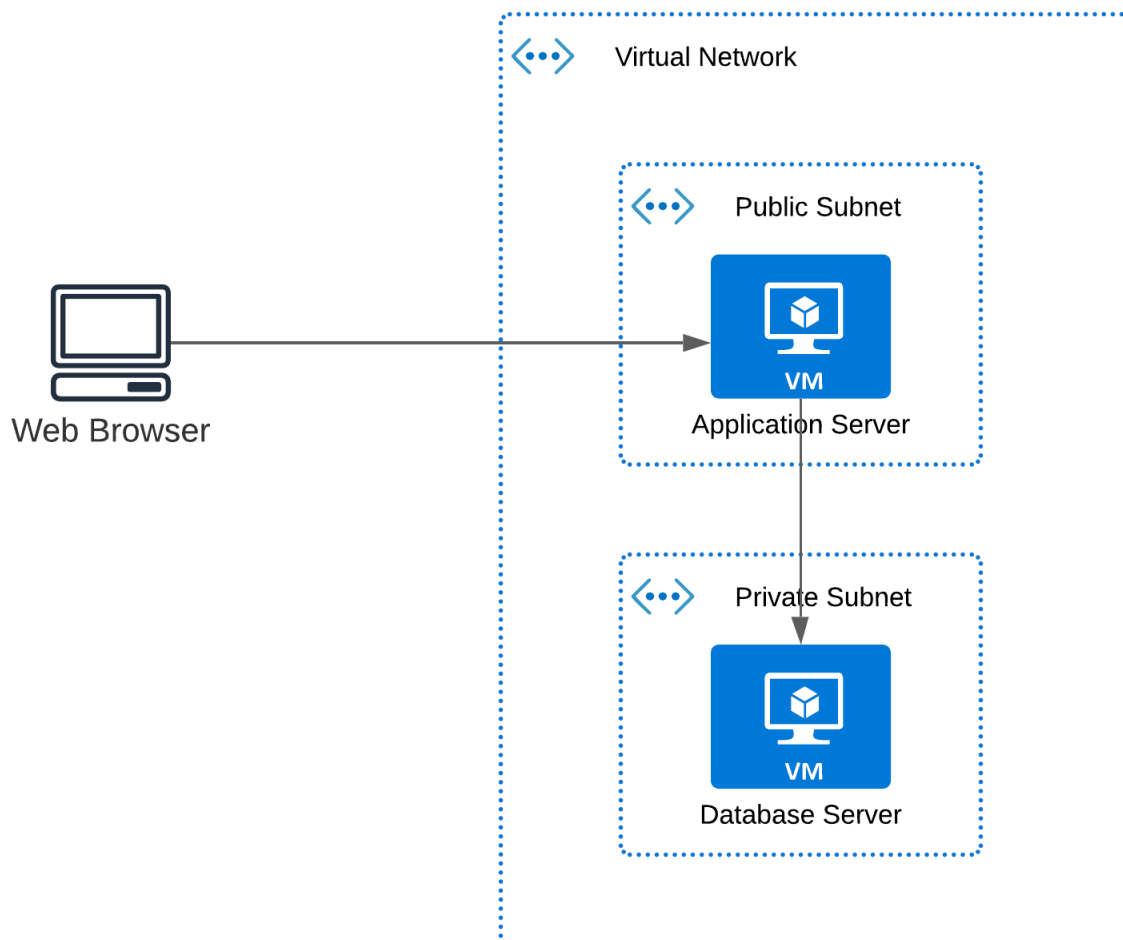 Virtual Network
Public Subnet
VM
Application Server
Web Browser
Private Subnet
VM
Database Server